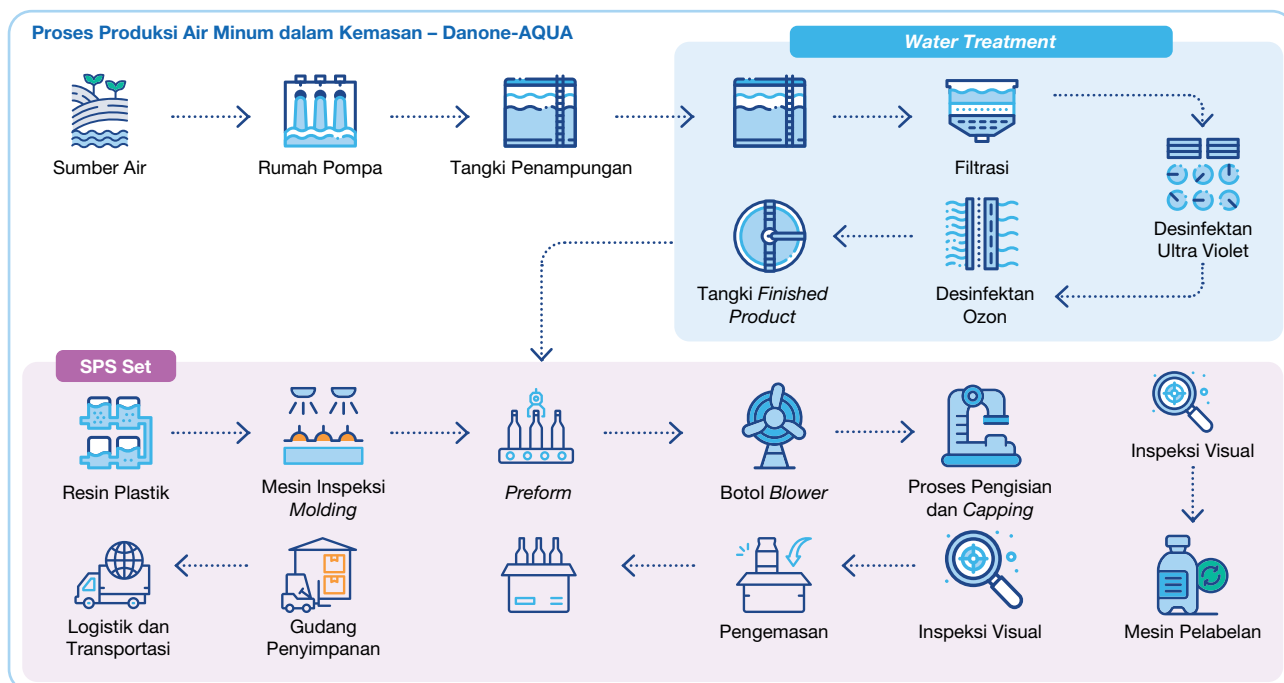 Proses Produksi Air Minum dalam Kemasan – Danone-AQUA
Water Treatment
Sumber Air
Rumah Pompa
Tangki Penampungan
Filtrasi
Desinfektan
Ultra Violet
Tangki Finished
Product
Desinfektan
Ozon
SPS Set
Resin Plastik
Mesin Inspeksi
Molding
Preform
Botol Blower
Proses Pengisian
dan Capping
Inspeksi Visual
Logistik dan
Transportasi
Gudang
Penyimpanan
Pengemasan
Inspeksi Visual
Mesin Pelabelan